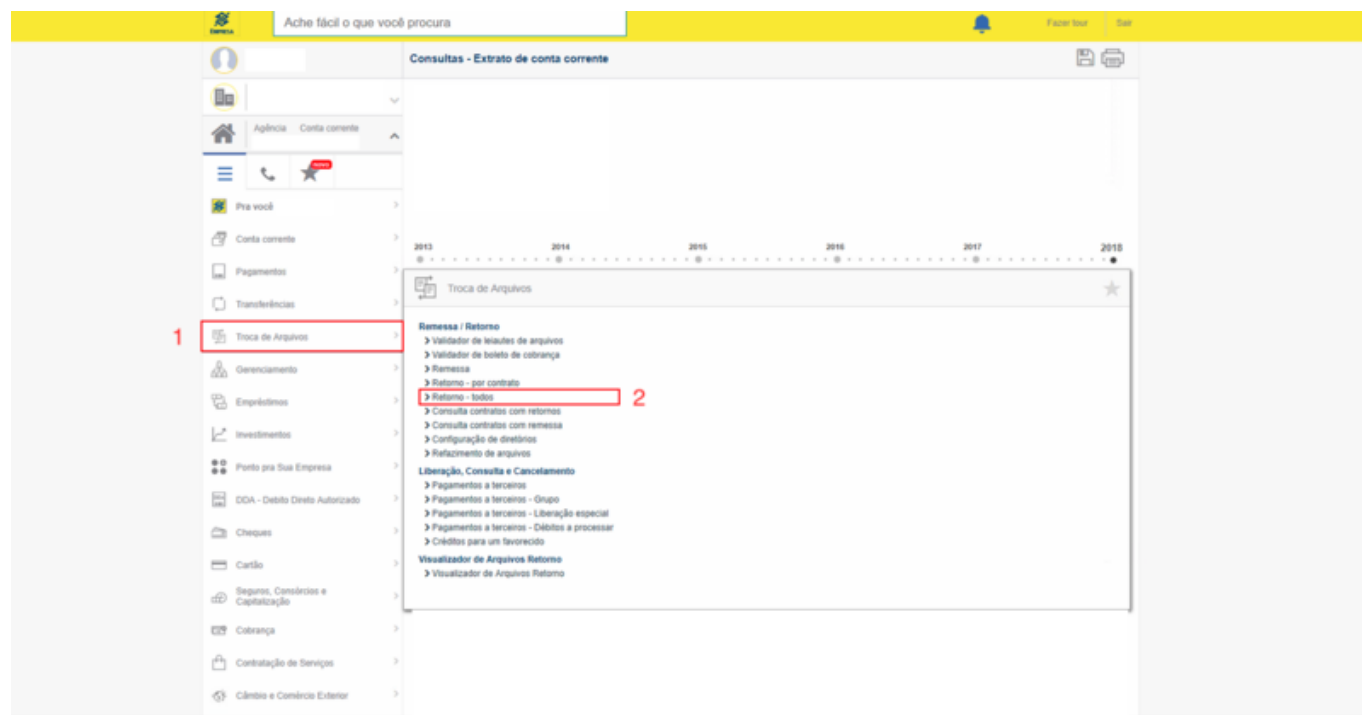 EMPRESA
Ache fácil o que você procura
Fazer tour
Sair
Consultas - Extrato de conta corrente
Agência Conta corrente
novo
Pra você
Conta corrente
Pagamentos
Transferências
1
Troca de Arquivos
Gerenciamento
Empréstimos
Investimentos
Ponto pra Sua Empresa
DDA - Debito Direto Autorizado
Cheques
Cartão
Seguros, Consórcios e
Capitalização
Cobrança
Contratação de Serviços
Câmbio e Comércio Exterior
2013 2014 2015 2016 2017 2018
Troca de Arquivos
Remessa / Retorno
Validador de leiautes de arquivos
Validador de boleto de cobrança
Remessa
Retorno - por contrato
Retorno - todos
2
Consulta contratos com retornos
Consulta contratos com remessa
Configuração de diretórios
Refazimento de arquivos
Liberação, Consulta e Cancelamento
Pagamentos a terceiros
Pagamentos a terceiros - Grupo
Pagamentos a terceiros - Liberação especial
Pagamentos a terceiros - Débitos a processar
Créditos para um favorecido
Visualizador de Arquivos Retorno
Visualizador de Arquivos Retorno